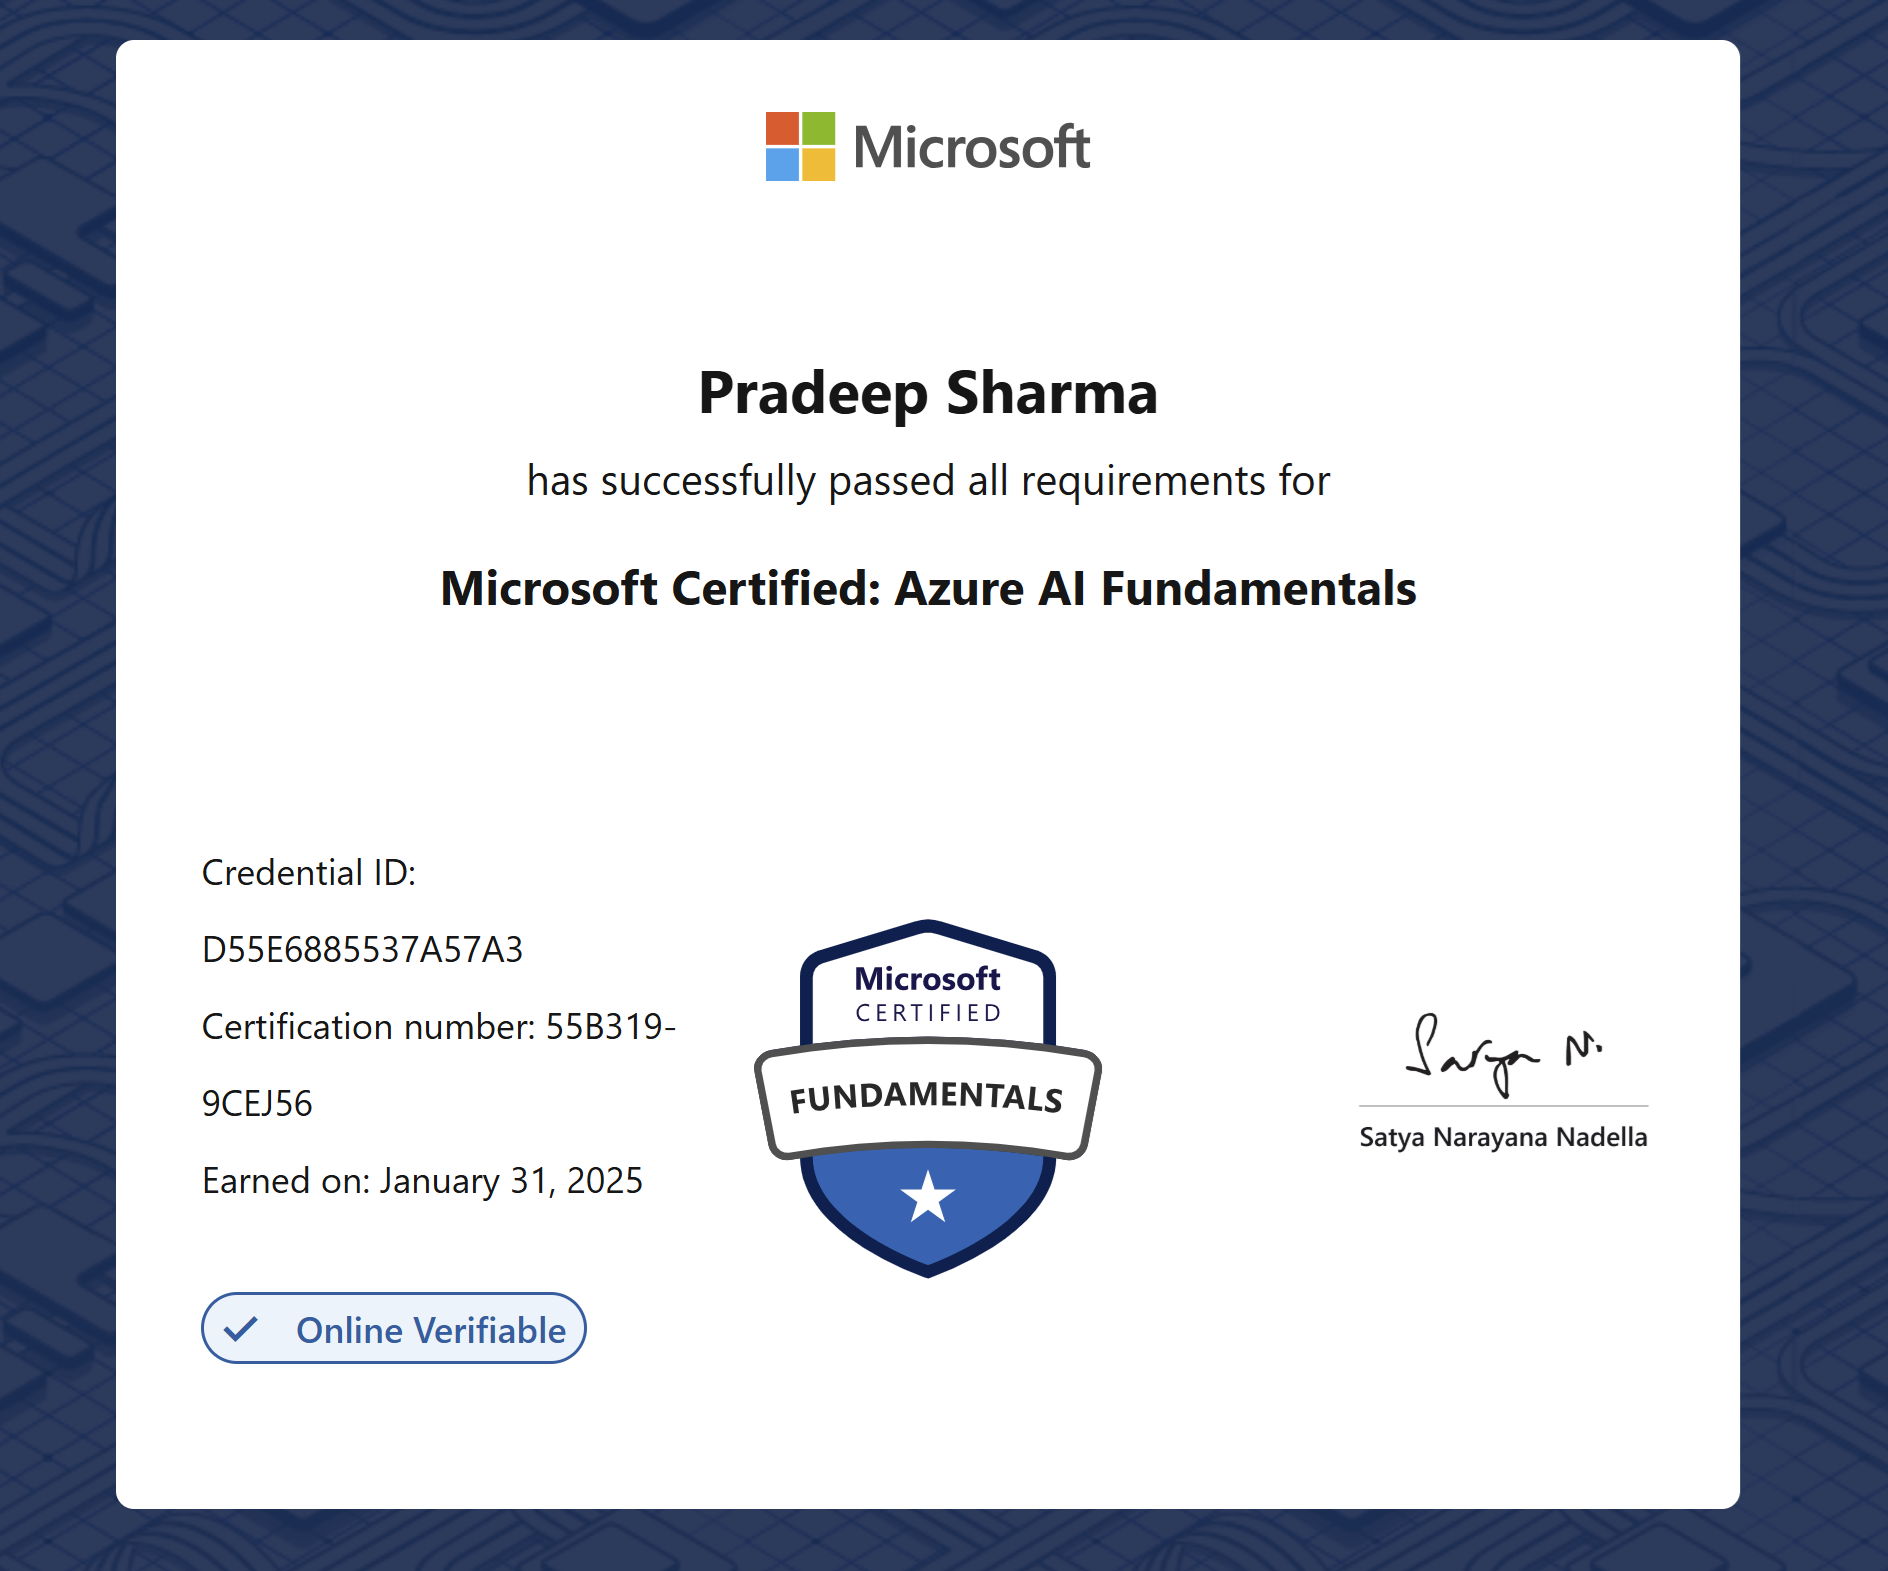 Microsoft
Pradeep Sharma
has successfully passed all requirements for
Microsoft Certified: Azure AI Fundamentals
Credential ID:
D55E6885537A57A3
Certification number: 55B319-
9CEJ56
Earned on: January 31, 2025
Online Verifiable
Microsoft
CERTIFIED
FUNDAMENTALS
Satya N.
Satya Narayana Nadella